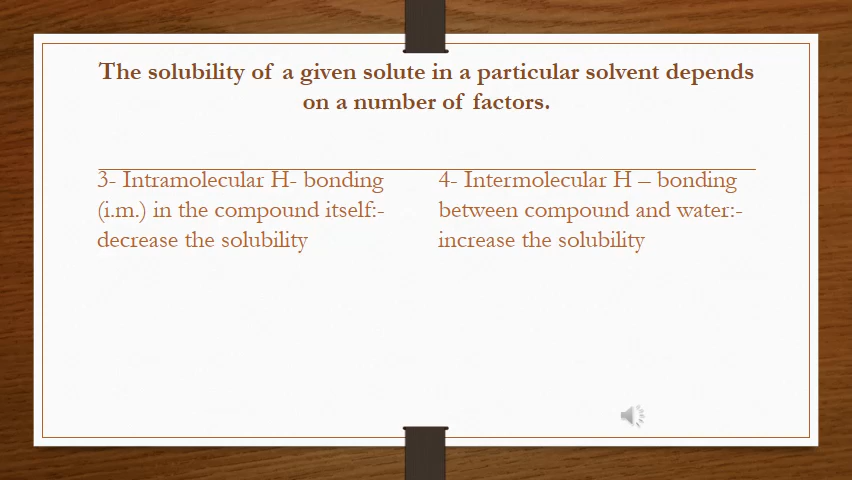 The solubility of a given solute in a particular solvent depends
on a number of factors.
3- Intramolecular H- bonding
(i.m.) in the compound itself:-
decrease the solubility
4- Intermolecular H – bonding
between compound and water:-
increase the solubility